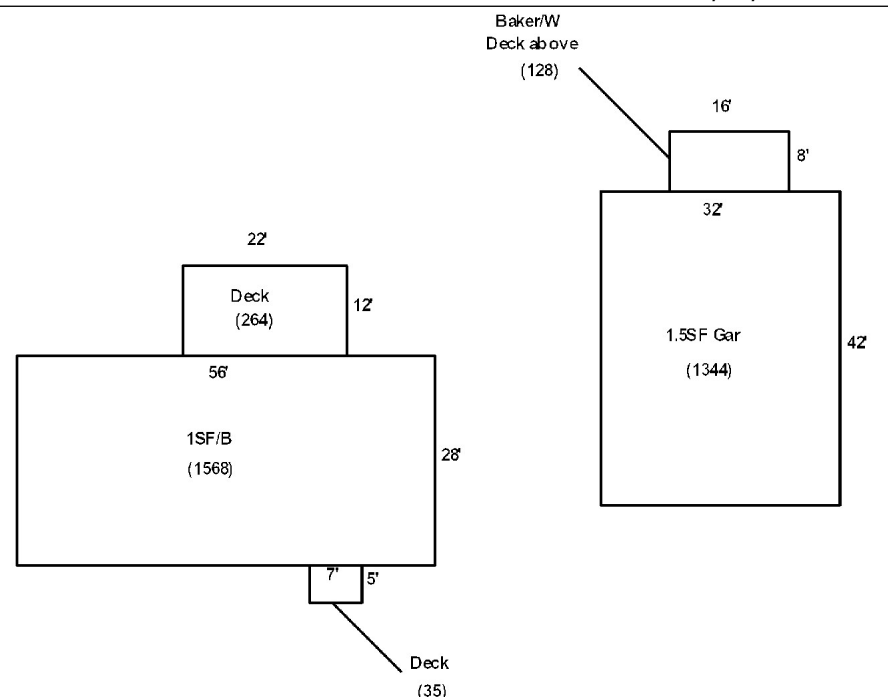 Baker/W
Deck above
(128)
16'
8'
32'
1.5SF Gar
(1344)
42'
22'
Deck
(264)
12'
56'
1SF/B
(1568)
28'
7'
5'
Deck
(35)